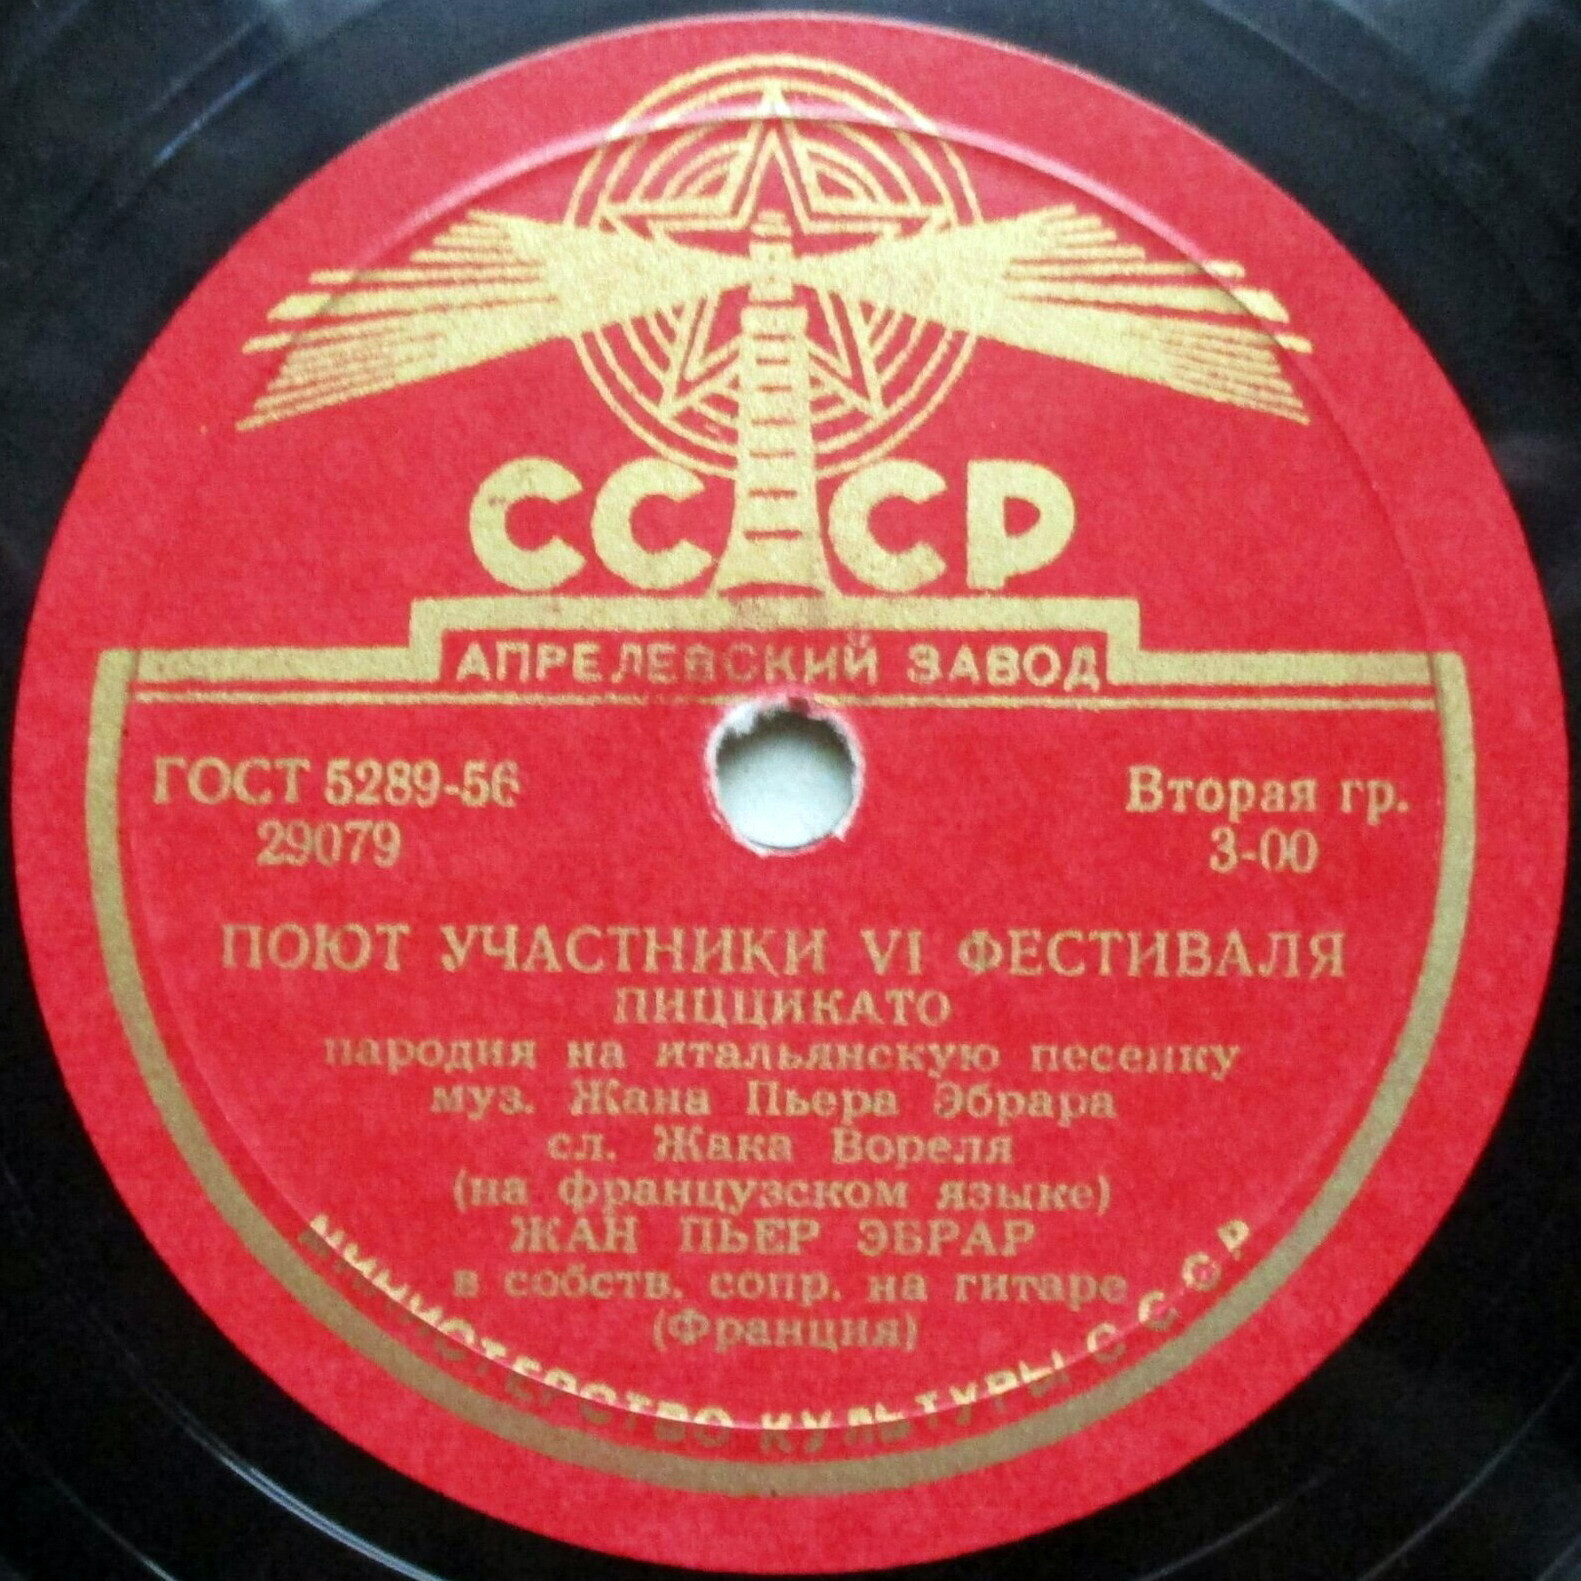 СССР
АПРЕЛЕВСКИЙ ЗАВОД
ГОСТ 5289-56
29079
Вторая гр.
3-00
ПОЮТ УЧАСТНИКИ VI ФЕСТИВАЛЯ
ПИЦЦИКАТО
пародия на итальянскую песенку
муз. Жана Пьера Эбрара
сл. Жака Вореля
(на французском языке)
ЖАН ПЬЕР ЭБРАР
в собств. сопр. на гитаре
(Франция)
МИНИСТЕРСТВО КУЛЬТУРЫ СССР